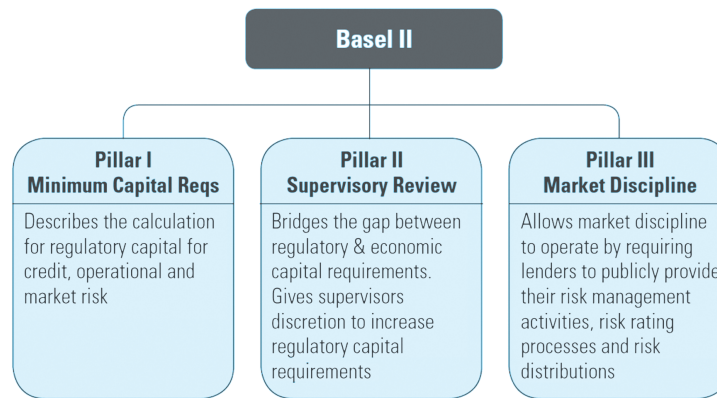 Basel II
Pillar I
Minimum Capital Reqs
Describes the calculation
for regulatory capital for
credit, operational and
market risk
Pillar II
Supervisory Review
Bridges the gap between
regulatory & economic
capital requirements.
Gives supervisors
discretion to increase
regulatory capital
requirements
Pillar III
Market Discipline
Allows market discipline
to operate by requiring
lenders to publicly provide
their risk management
activities, risk rating
processes and risk
distributions